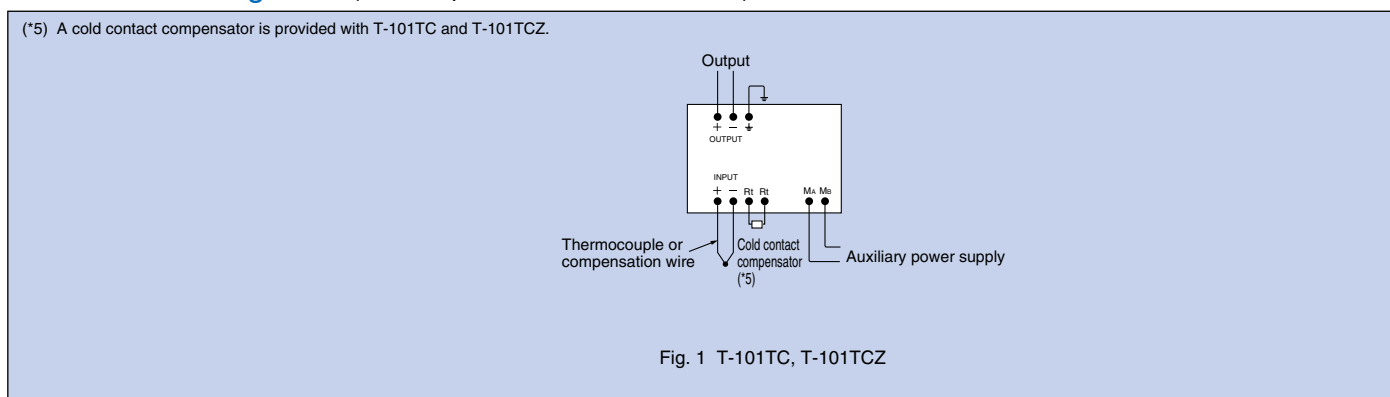 (*5) A cold contact compensator is provided with T-101TC and T-101TCZ.
Output
+ −
OUTPUT
INPUT
+ − Rt Rt MA MB
Thermocouple or
compensation wire
Cold contact
compensator
(*5)
Auxiliary power supply
Fig. 1 T-101TC, T-101TCZ